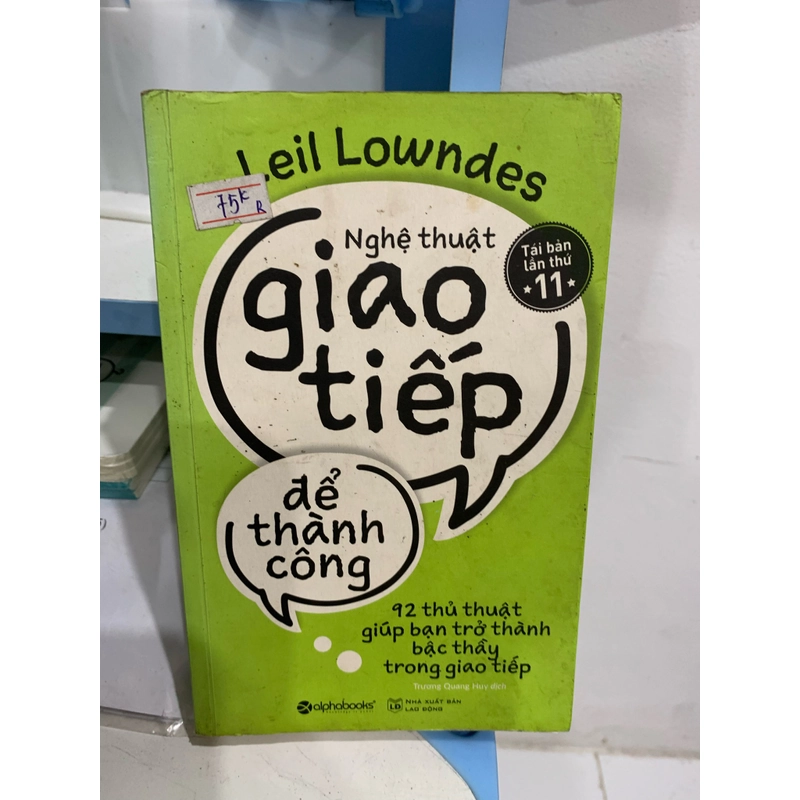 Leil Lowndes
75K
R
Nghệ thuật
giao
tiếp
Tái bản
lần thứ
11
để
thành
công
92 thủ thuật
giúp bạn trở thành
bậc thầy
trong giao tiếp
Trương Quang Huy dịch
alphabooks
LĐ
NHÀ XUẤT BẢN
LAO ĐỘNG